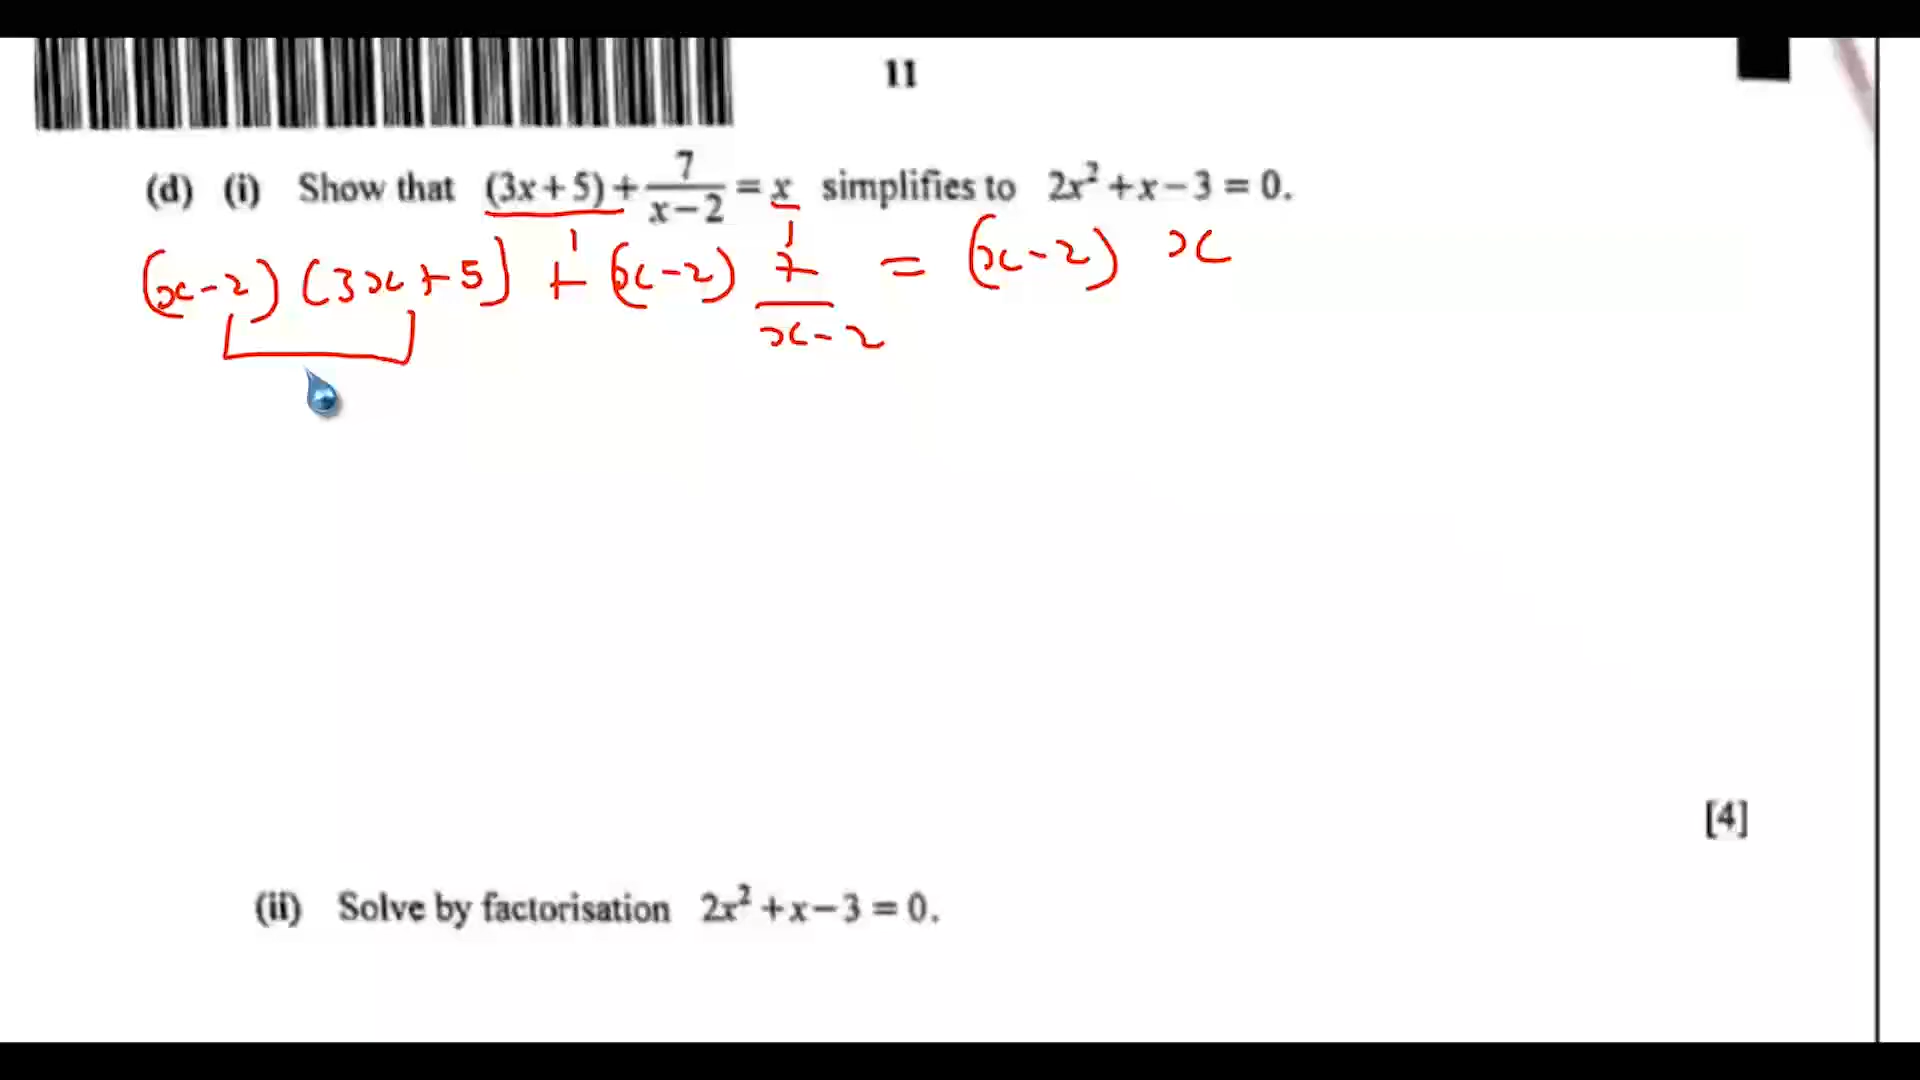 11
(d) (i) Show that (3x+5)+7/(x−2)=x simplifies to 2x²+x−3=0.
(x-2)(3x+5) + (x-2) 7/(x-2) = (x-2) x
[4]
(ii) Solve by factorisation 2x²+x−3=0.